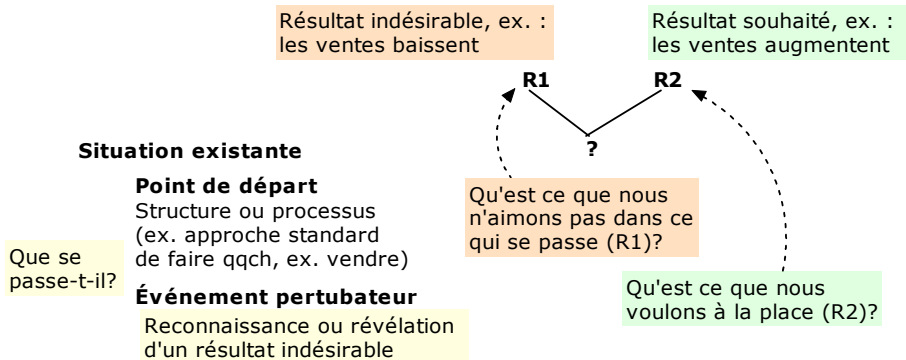 Résultat indésirable, ex. :
les ventes baissent
Résultat souhaité, ex. :
les ventes augmentent
R1
R2
?
Situation existante
Point de départ
Structure ou processus
(ex. approche standard
de faire qqch, ex. vendre)
Que se
passe-t-il?
Événement pertubateur
Reconnaissance ou révélation
d'un résultat indésirable
Qu'est ce que nous
n'aimons pas dans ce
qui se passe (R1)?
Qu'est ce que nous
voulons à la place (R2)?